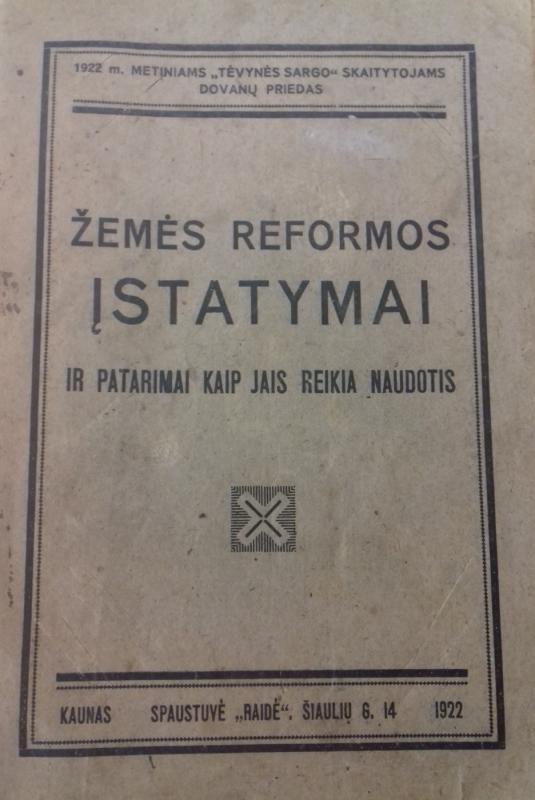 1922 m. METINIAMS „TĖVYNĖS SARGO“ SKAITYTOJAMS
DOVANŲ PRIEDAS
ŽEMĖS REFORMOS
ĮSTATYMAI
IR PATARIMAI KAIP JAIS REIKIA NAUDOTIS
KAUNAS SPAUSTUVĖ „RAIDĖ“. ŠIAULIŲ G. 14 1922